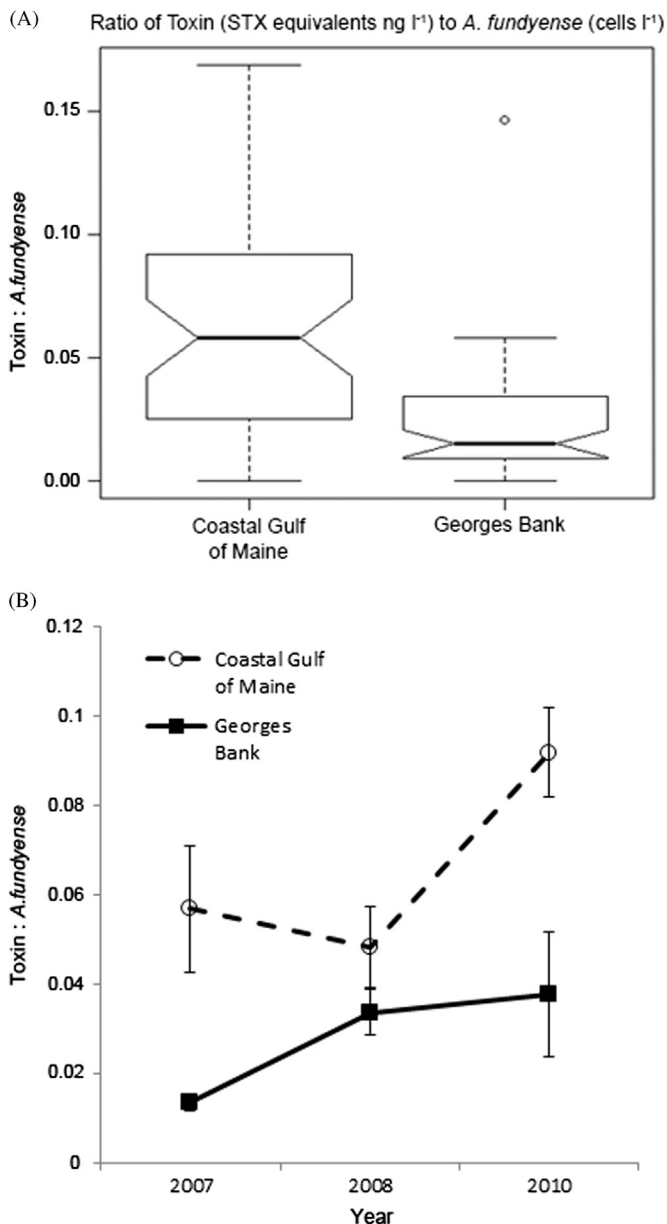 (A)
Ratio of Toxin (STX equivalents ng l⁻¹) to A. fundyense (cells l⁻¹)
0.15
0.10
0.05
0.00
Toxin : A.fundyense
Coastal Gulf
of Maine
Georges Bank
(B)
0.12
0.1
0.08
0.06
0.04
0.02
0
Toxin : A.fundyense
Coastal Gulf
of Maine
Georges
Bank
2007
2008
2010
Year